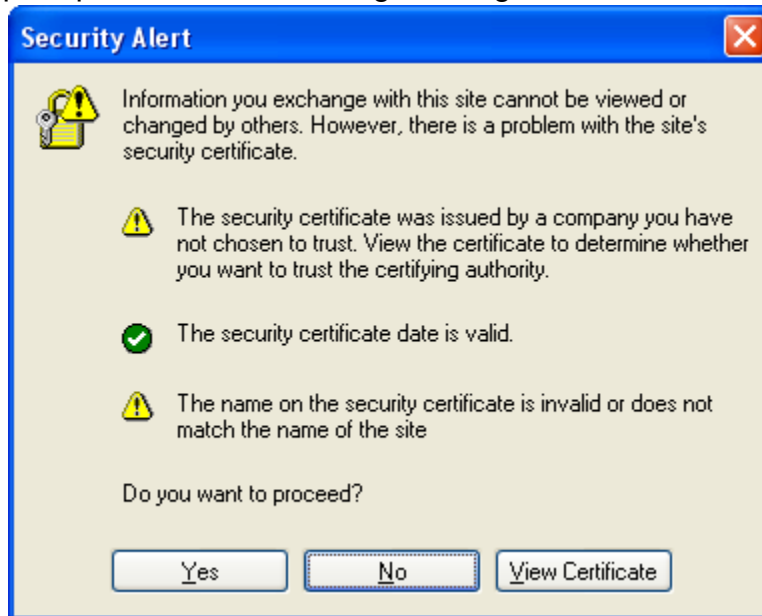 Security Alert
Information you exchange with this site cannot be viewed or
changed by others. However, there is a problem with the site's
security certificate.
The security certificate was issued by a company you have
not chosen to trust. View the certificate to determine whether
you want to trust the certifying authority.
The security certificate date is valid.
The name on the security certificate is invalid or does not
match the name of the site
Do you want to proceed?
Yes
No
View Certificate